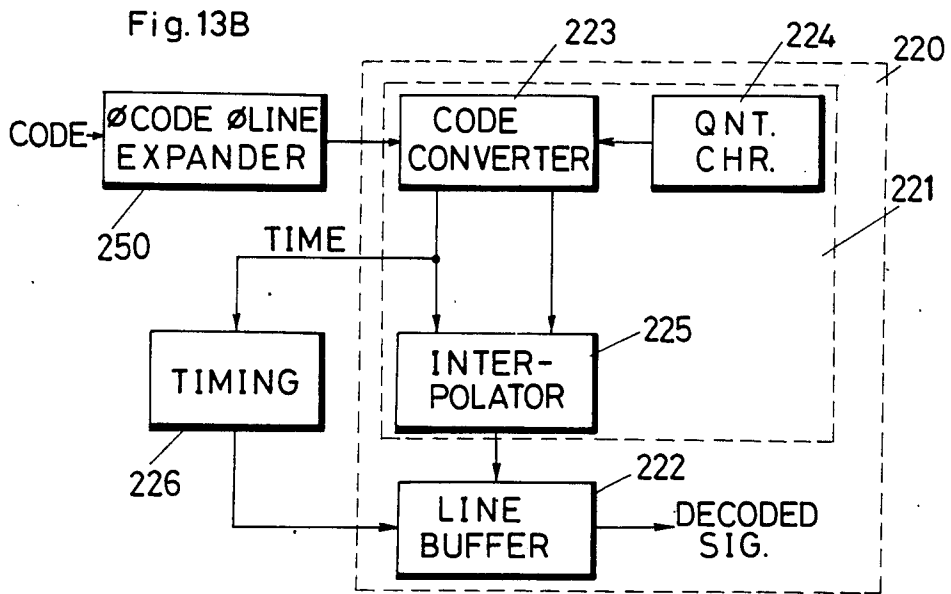 Fig. 13B
223
224
220
CODE
ØCODE ØLINE
EXPANDER
CODE
CONVERTER
QNT.
CHR.
221
250
TIME
TIMING
INTER-
POLATOR
225
226
222
LINE
BUFFER
DECODED
SIG.